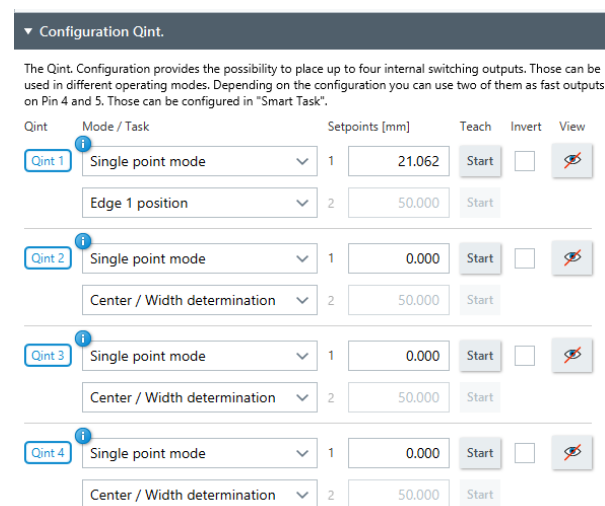 ▼ Configuration Qint.
The Qint. Configuration provides the possibility to place up to four internal switching outputs. Those can be
used in different operating modes. Depending on the configuration you can use two of them as fast outputs
on Pin 4 and 5. Those can be configured in "Smart Task".
Qint Mode / Task Setpoints [mm] Teach Invert View
i
Qint 1 Single point mode 1 21.062 Start
Edge 1 position 2 50.000 Start
i
Qint 2 Single point mode 1 0.000 Start
Center / Width determination 2 50.000 Start
i
Qint 3 Single point mode 1 0.000 Start
Center / Width determination 2 50.000 Start
i
Qint 4 Single point mode 1 0.000 Start
Center / Width determination 2 50.000 Start